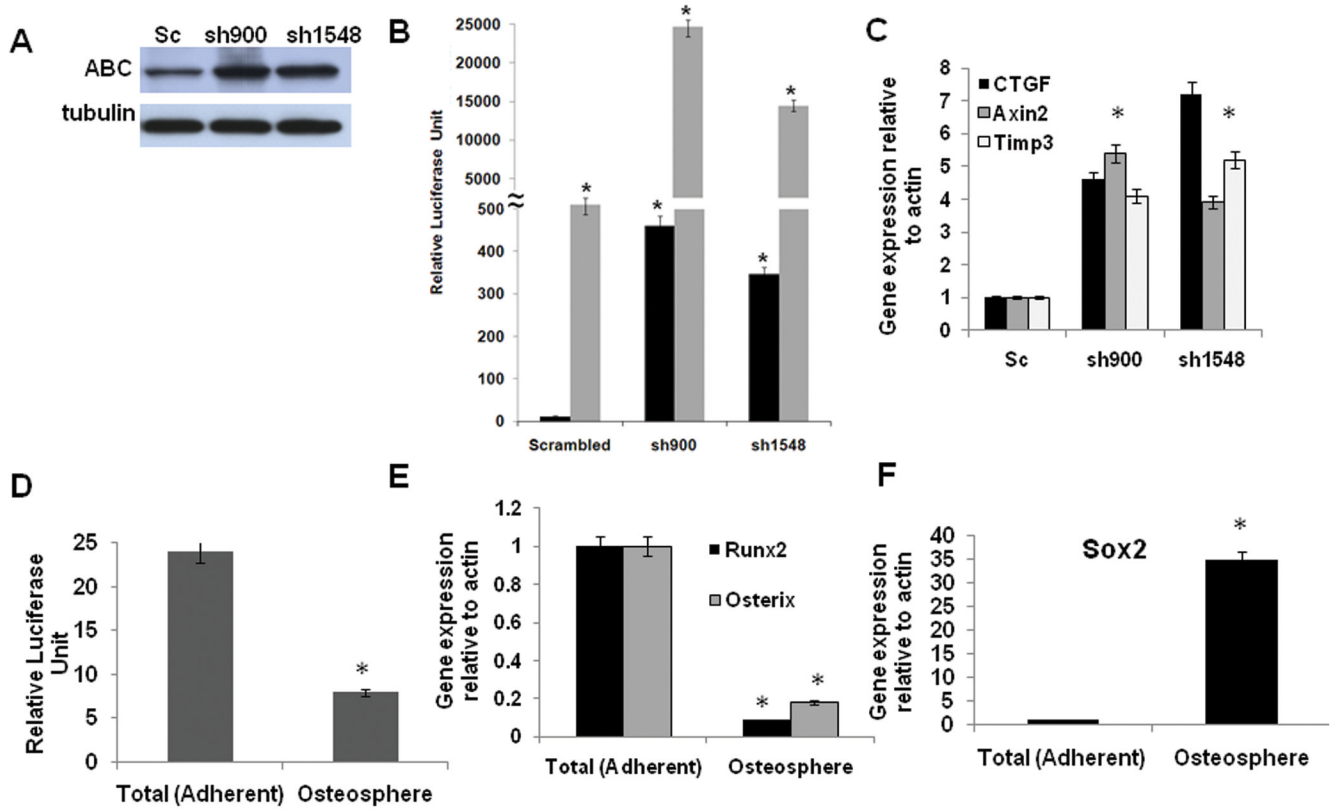 A
Sc sh900 sh1548
ABC
tubulin
B
Relative Luciferase Unit
25000
20000
15000
10000
5000
≈ ≈
500
400
300
200
100
0
*
*
*
*
*
Scrambled sh900 sh1548
C
Gene expression relative
to actin
8
7
6
5
4
3
2
1
0
CTGF
Axin2
Timp3
*
*
Sc sh900 sh1548
D
Relative Luciferase
Unit
25
20
15
10
5
0
*
Total (Adherent) Osteosphere
E
Gene expression
relative to actin
1.2
1
0.8
0.6
0.4
0.2
0
Runx2
Osterix
* *
Total (Adherent) Osteosphere
F
Gene expression
relative to actin
40
35
30
25
20
15
10
5
0
Sox2
*
Total (Adherent) Osteosphere